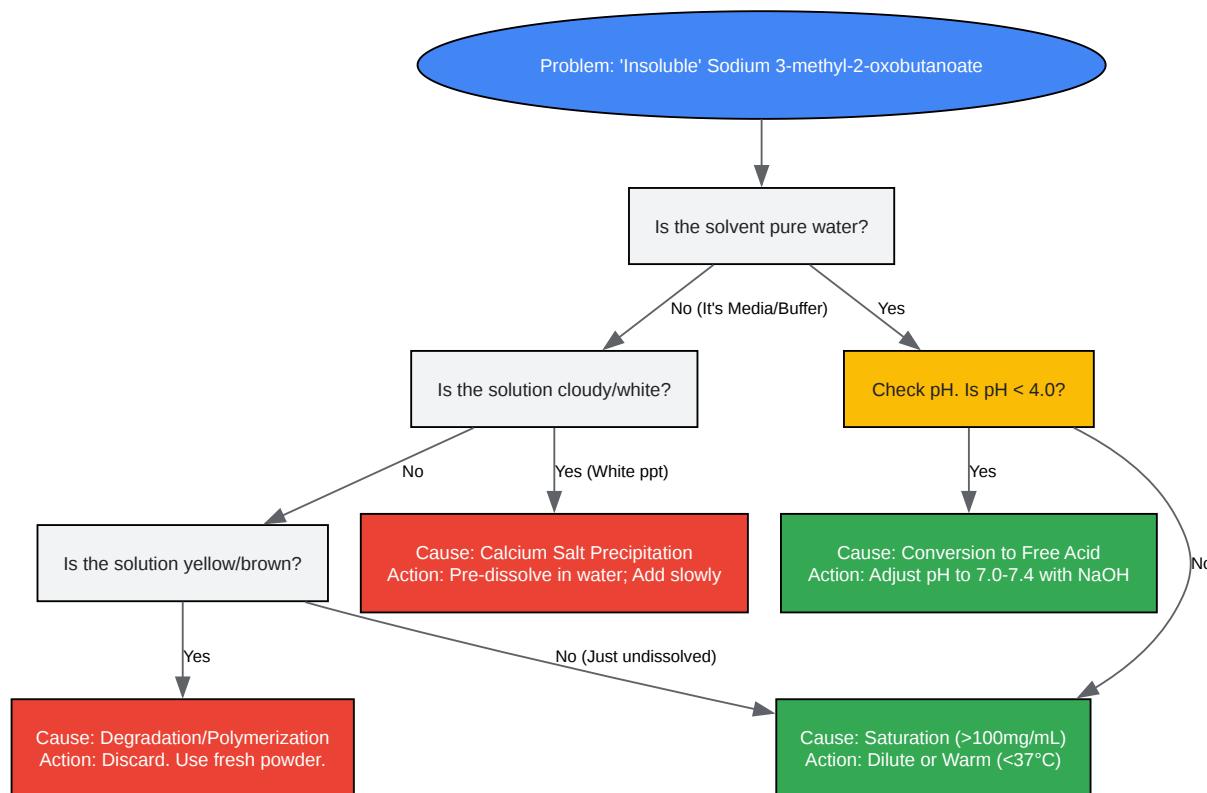 Problem: 'Insoluble' Sodium 3-methyl-2-oxobutanoate
Is the solvent pure water?
No (It's Media/Buffer)
Yes
Is the solution cloudy/white?
Check pH. Is pH < 4.0?
No
Yes (White ppt)
Yes
Is the solution yellow/brown?
Cause: Calcium Salt Precipitation
Action: Pre-dissolve in water; Add slowly
Cause: Conversion to Free Acid
Action: Adjust pH to 7.0-7.4 with NaOH
No
Yes
No (Just undissolved)
Cause: Degradation/Polymerization
Action: Discard. Use fresh powder.
Cause: Saturation (>100mg/mL)
Action: Dilute or Warm (<37°C)